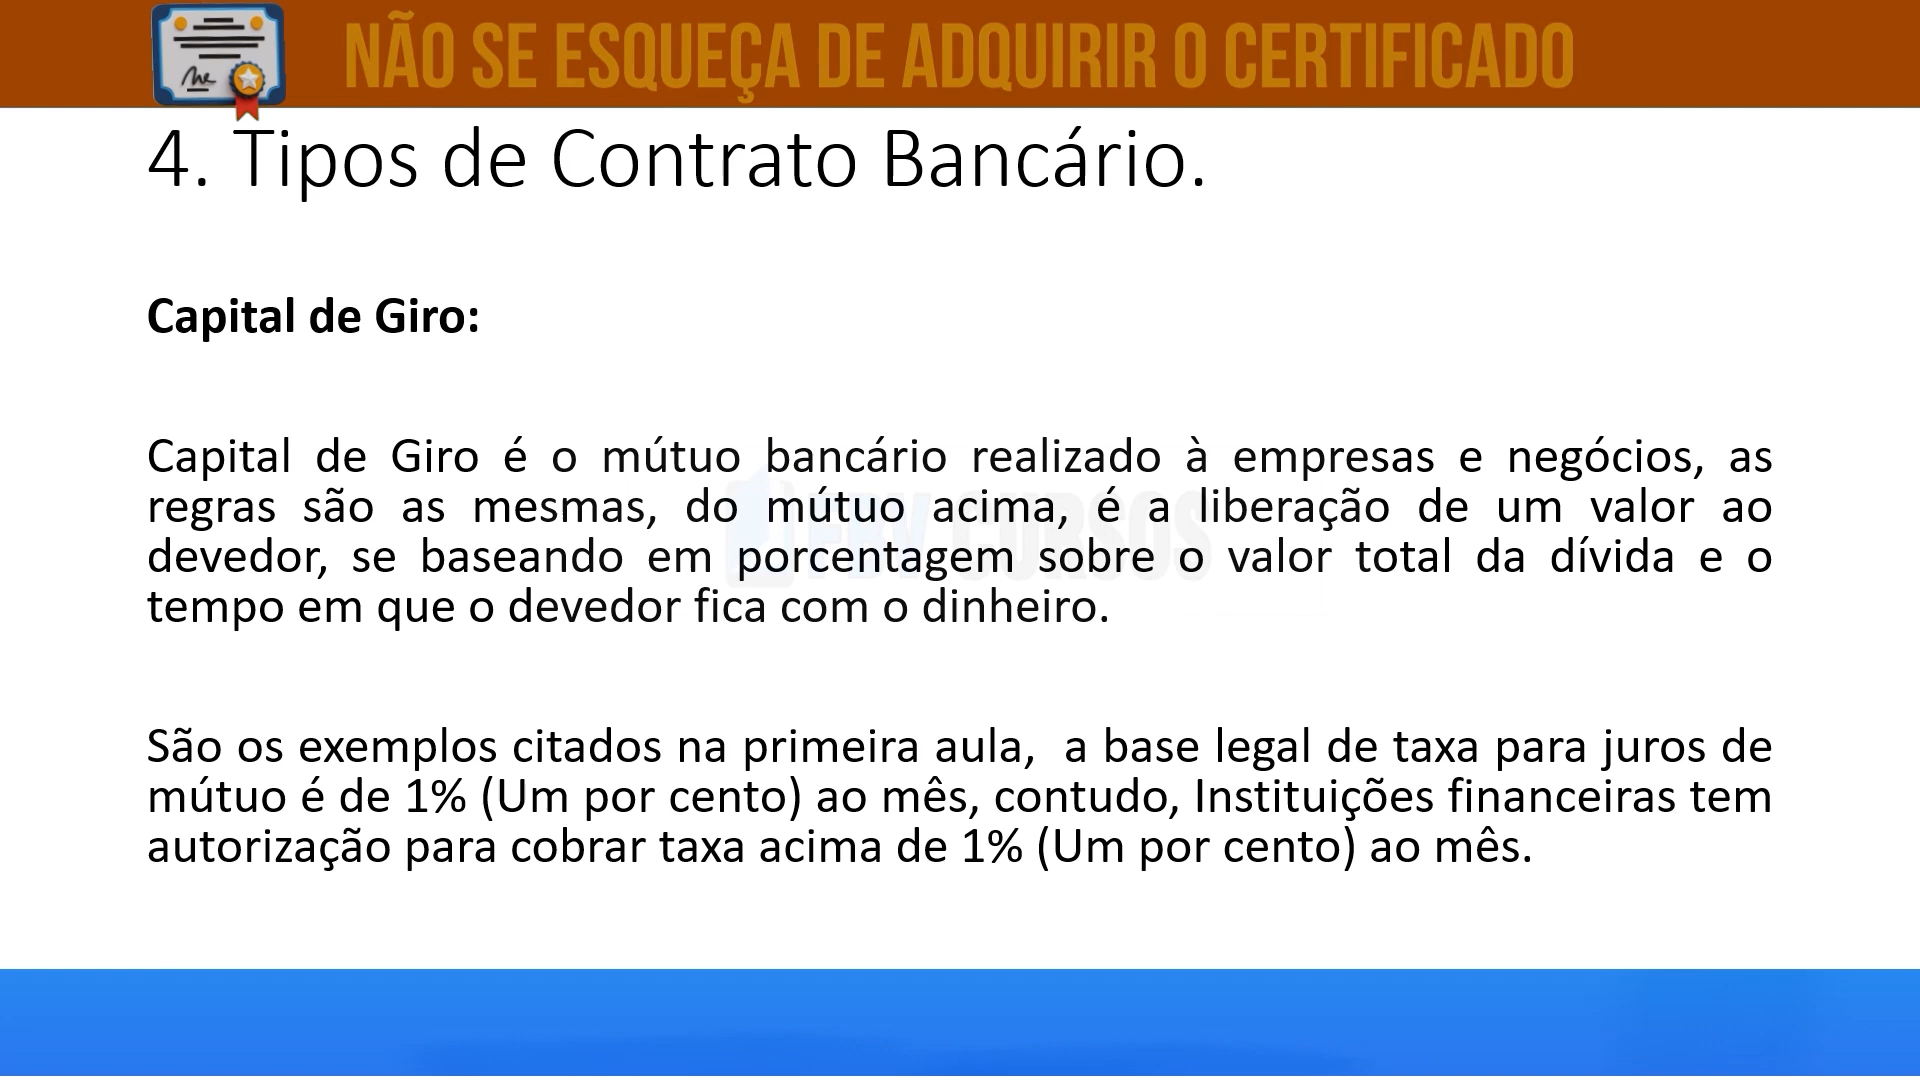 NÃO SE ESQUEÇA DE ADQUIRIR O CERTIFICADO
4. Tipos de Contrato Bancário.
Capital de Giro:
Capital de Giro é o mútuo bancário realizado à empresas e negócios, as
regras são as mesmas, do mútuo acima, é a liberação de um valor ao
devedor, se baseando em porcentagem sobre o valor total da dívida e o
tempo em que o devedor fica com o dinheiro.
São os exemplos citados na primeira aula,  a base legal de taxa para juros de
mútuo é de 1% (Um por cento) ao mês, contudo, Instituições financeiras tem
autorização para cobrar taxa acima de 1% (Um por cento) ao mês.